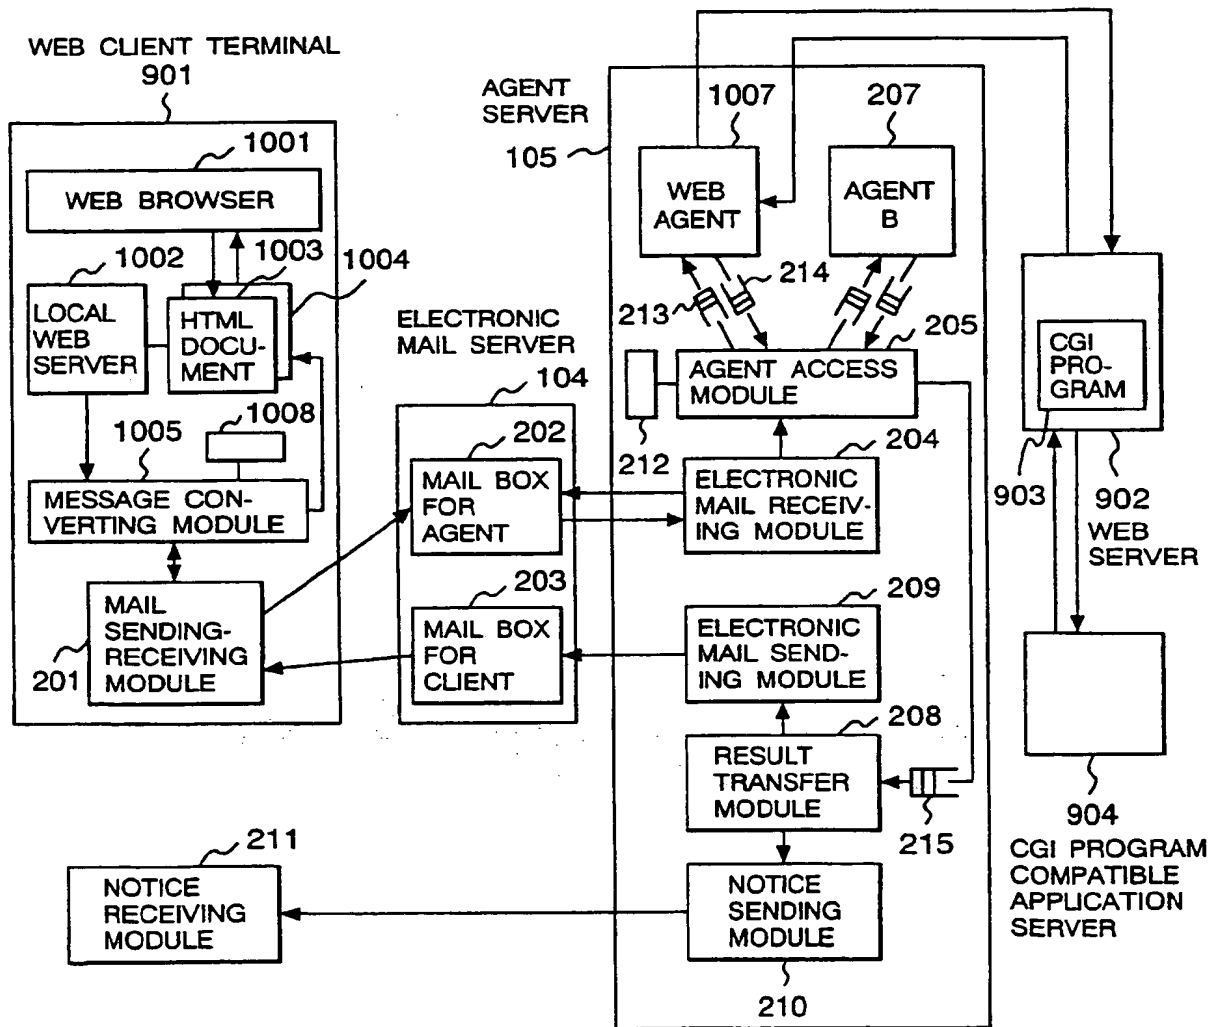 WEB CLIENT TERMINAL
901
1001
WEB BROWSER
1002
1003
1004
LOCAL
WEB
SERVER
HTML
DOCU-
MENT
1005
1008
MESSAGE CON-
VERTING MODULE
MAIL
SENDING-
RECEIVING
MODULE
201
ELECTRONIC
MAIL SERVER
104
202
MAIL BOX
FOR
AGENT
203
MAIL BOX
FOR
CLIENT
AGENT
SERVER
105
1007
WEB
AGENT
207
AGENT
B
213
214
205
AGENT ACCESS
MODULE
212
204
ELECTRONIC
MAIL RECEIV-
ING MODULE
209
ELECTRONIC
MAIL SEND-
ING MODULE
208
RESULT
TRANSFER
MODULE
215
NOTICE
SENDING
MODULE
210
211
NOTICE
RECEIVING
MODULE
CGI
PRO-
GRAM
903
902
WEB
SERVER
904
CGI PROGRAM
COMPATIBLE
APPLICATION
SERVER